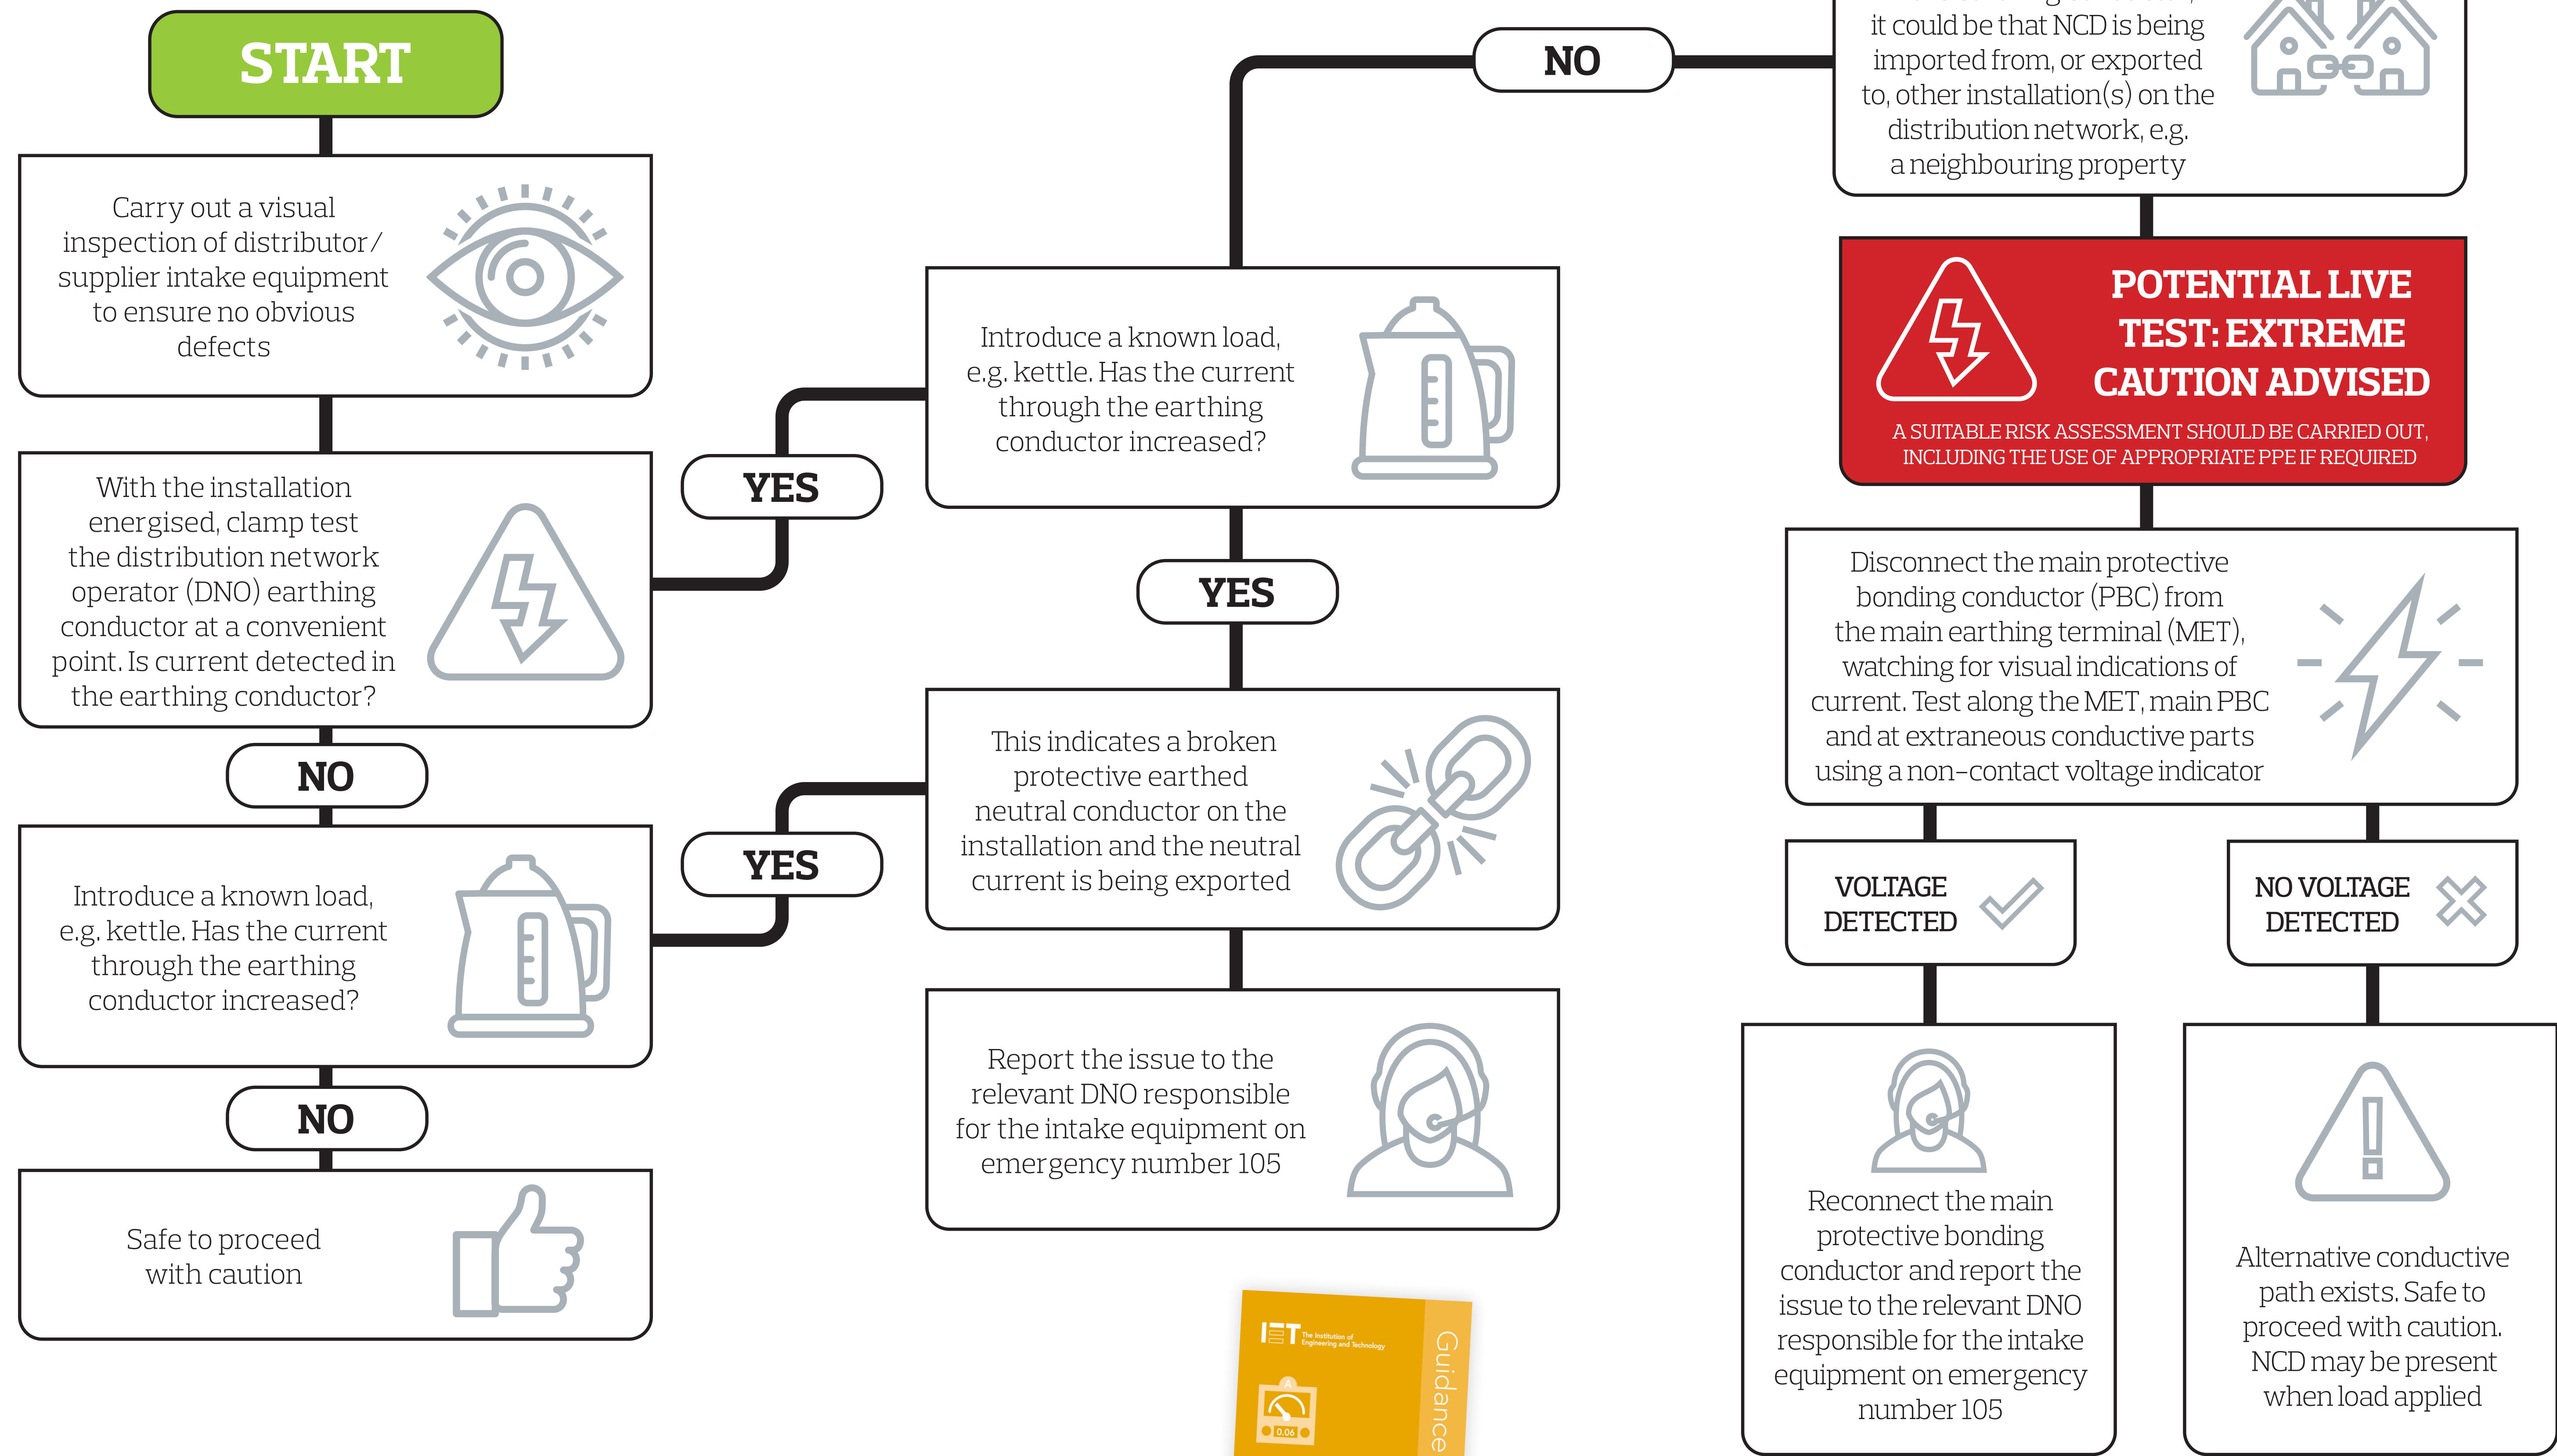 START
Carry out a visual
inspection of distributor/
supplier intake equipment
to ensure no obvious
defects
With the installation
energised, clamp test
the distribution network
operator (DNO) earthing
conductor at a convenient
point. Is current detected in
the earthing conductor?
NO
Introduce a known load,
e.g. kettle. Has the current
through the earthing
conductor increased?
NO
Safe to proceed
with caution
YES
YES
Introduce a known load,
e.g. kettle. Has the current
through the earthing
conductor increased?
YES
This indicates a broken
protective earthed
neutral conductor on the
installation and the neutral
current is being exported
Report the issue to the
relevant DNO responsible
for the intake equipment on
emergency number 105
IET The Institution of
Engineering and Technology
Guidance
A
0.06
NO
it could be that NCD is being
imported from, or exported
to, other installation(s) on the
distribution network, e.g.
a neighbouring property
POTENTIAL LIVE
TEST: EXTREME
CAUTION ADVISED
A SUITABLE RISK ASSESSMENT SHOULD BE CARRIED OUT,
INCLUDING THE USE OF APPROPRIATE PPE IF REQUIRED
Disconnect the main protective
bonding conductor (PBC) from
the main earthing terminal (MET),
watching for visual indications of
current. Test along the MET, main PBC
and at extraneous conductive parts
using a non-contact voltage indicator
VOLTAGE
DETECTED
NO VOLTAGE
DETECTED
Reconnect the main
protective bonding
conductor and report the
issue to the relevant DNO
responsible for the intake
equipment on emergency
number 105
Alternative conductive
path exists. Safe to
proceed with caution.
NCD may be present
when load applied